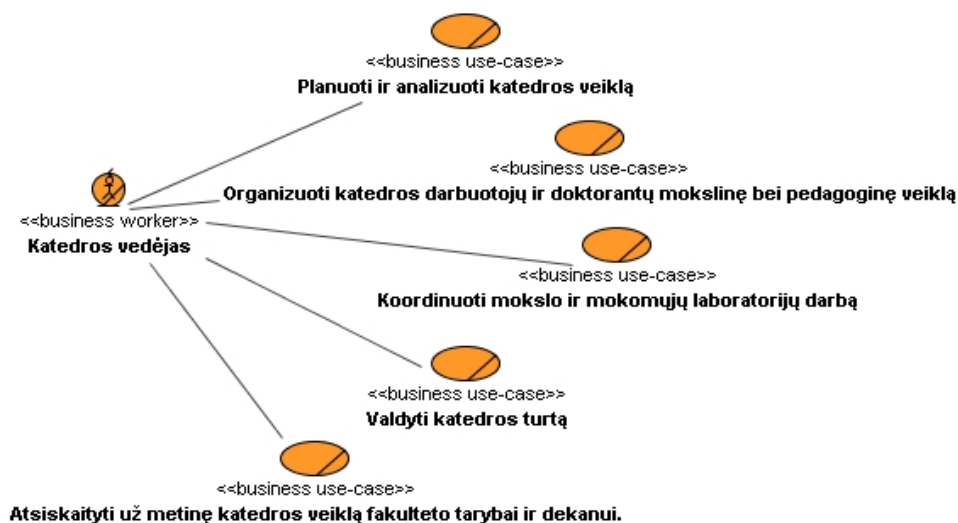 <<business use-case>>
Planuoti ir analizuoti katedros veiklą
<<business use-case>>
Organizuoti katedros darbuotojų ir doktorantų mokslinę bei pedagoginę veiklą
<<business worker>>
Katedros vedėjas
<<business use-case>>
Koordinuoti mokslo ir mokomųjų laboratorijų darbą
<<business use-case>>
Valdyti katedros turtą
<<business use-case>>
Atsiskaityti už metinę katedros veiklą fakulteto tarybai ir dekanui.